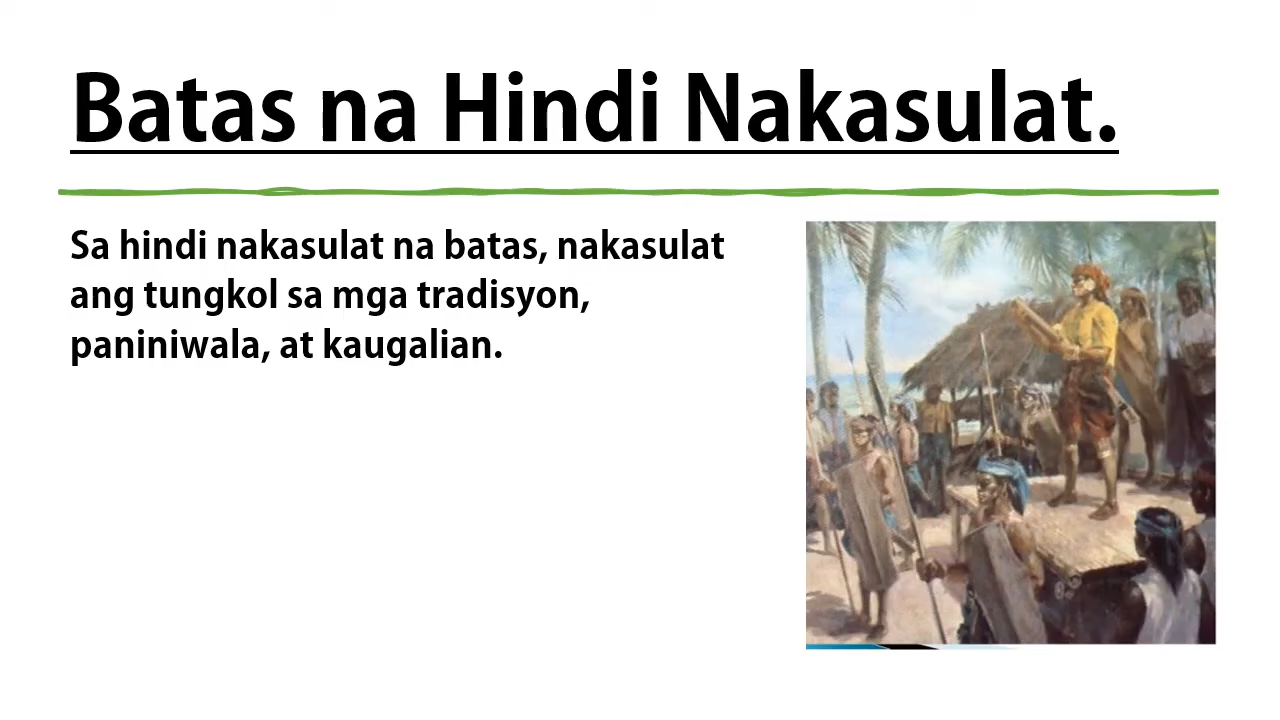 Batas na Hindi Nakasulat.
Sa hindi nakasulat na batas, nakasulat
ang tungkol sa mga tradisyon,
paniniwala, at kaugalian.